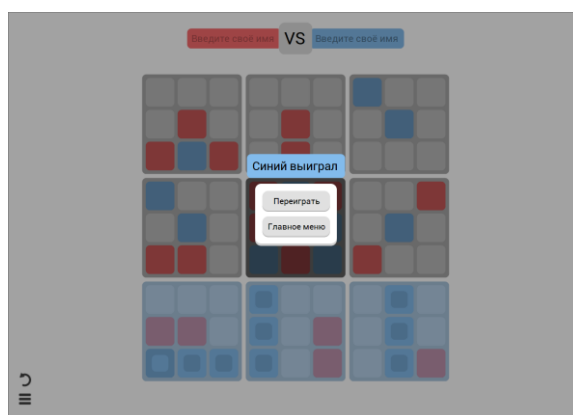 Введите своё имя VS Введите своё имя
Синий выиграл
Переиграть
Главное меню